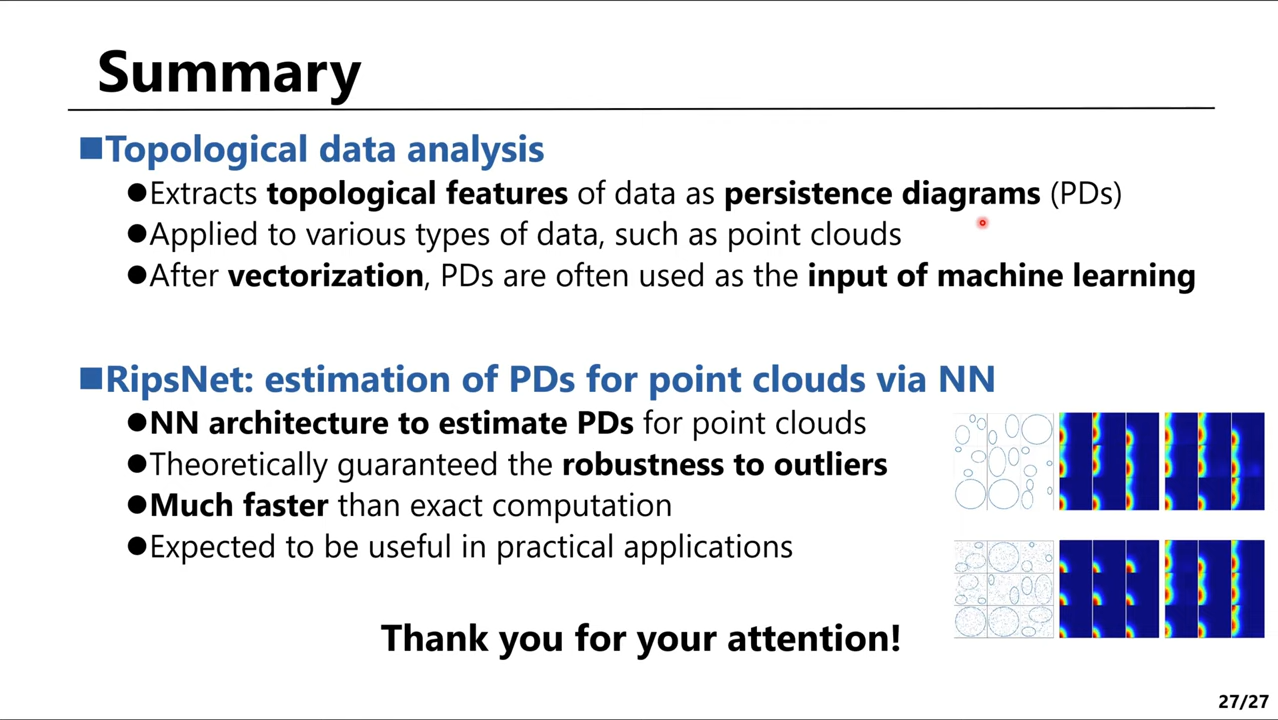 Summary
■Topological data analysis
●Extracts topological features of data as persistence diagrams (PDs)
●Applied to various types of data, such as point clouds
●After vectorization, PDs are often used as the input of machine learning
■RipsNet: estimation of PDs for point clouds via NN
●NN architecture to estimate PDs for point clouds
●Theoretically guaranteed the robustness to outliers
●Much faster than exact computation
●Expected to be useful in practical applications
Thank you for your attention!
27/27